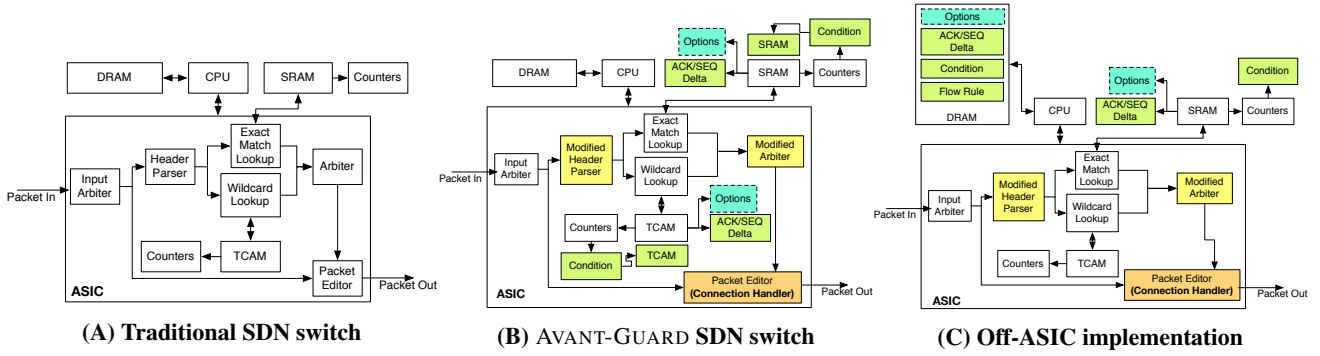 DRAM
CPU
SRAM
Counters
Input
Arbiter
Header
Parser
Exact
Match
Lookup
Wildcard
Lookup
Arbiter
Packet In
Counters
TCAM
Packet
Editor
Packet Out
ASIC
(A) Traditional SDN switch
Options
SRAM
Condition
DRAM
CPU
ACK/SEQ
Delta
SRAM
Counters
Exact
Match
Lookup
Modified
Header
Parser
Modified
Arbiter
Input
Arbiter
Wildcard
Lookup
Packet In
Options
Counters
TCAM
ACK/SEQ
Delta
Condition
TCAM
Packet Editor
(Connection Handler)
Packet Out
ASIC
(B) AVANT-GUARD SDN switch
Options
ACK/SEQ
Delta
Condition
Flow Rule
DRAM
Options
Condition
CPU
ACK/SEQ
Delta
SRAM
Counters
Exact
Match
Lookup
Modified
Header
Parser
Modified
Arbiter
Input
Arbiter
Wildcard
Lookup
Packet In
Counters
TCAM
Packet Editor
(Connection Handler)
Packet Out
ASIC
(C) Off-ASIC implementation